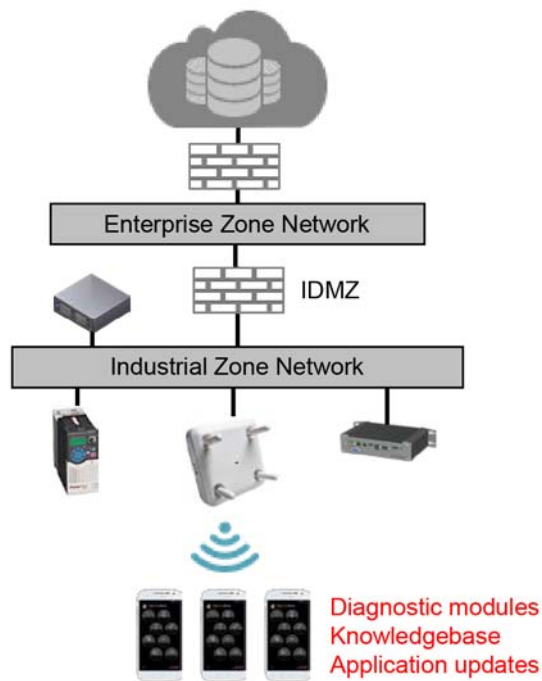 Enterprise Zone Network
IDMZ
Industrial Zone Network
Diagnostic modules
Knowledgebase
Application updates